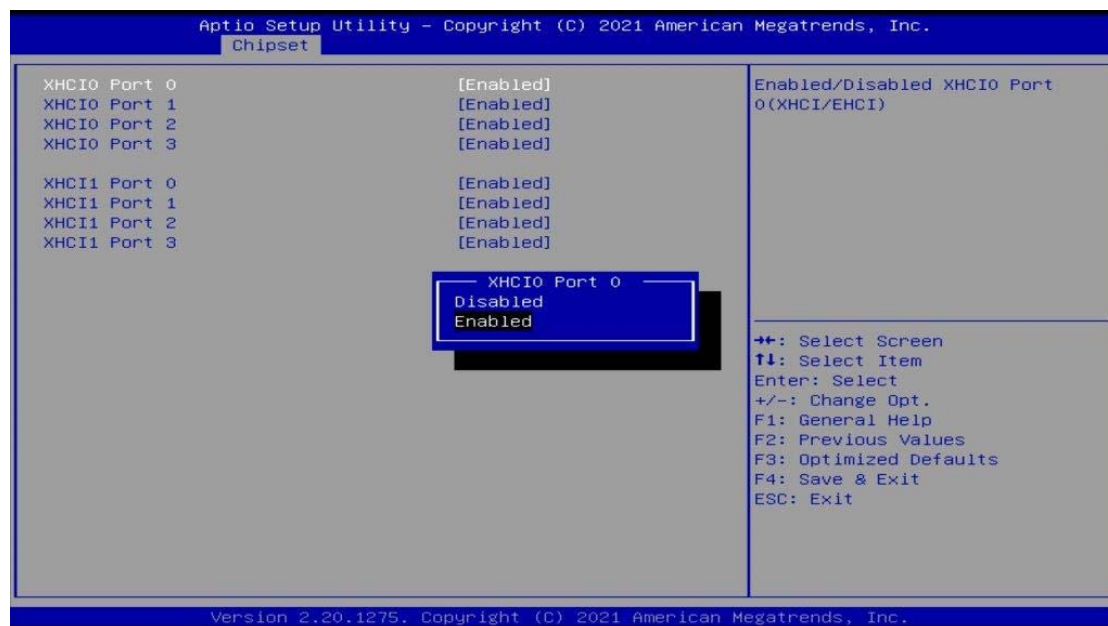 Aptio Setup Utility – Copyright (C) 2021 American Megatrends, Inc.
Chipset
XHCI0 Port 0 [Enabled]
XHCI0 Port 1 [Enabled]
XHCI0 Port 2 [Enabled]
XHCI0 Port 3 [Enabled]
XHCI1 Port 0 [Enabled]
XHCI1 Port 1 [Enabled]
XHCI1 Port 2 [Enabled]
XHCI1 Port 3 [Enabled]
XHCI0 Port 0
Disabled
Enabled
Enabled/Disabled XHCI0 Port
0(XHCI/EHCI)
→←: Select Screen
↑↓: Select Item
Enter: Select
+/-: Change Opt.
F1: General Help
F2: Previous Values
F3: Optimized Defaults
F4: Save & Exit
ESC: Exit
Version 2.20.1275. Copyright (C) 2021 American Megatrends, Inc.